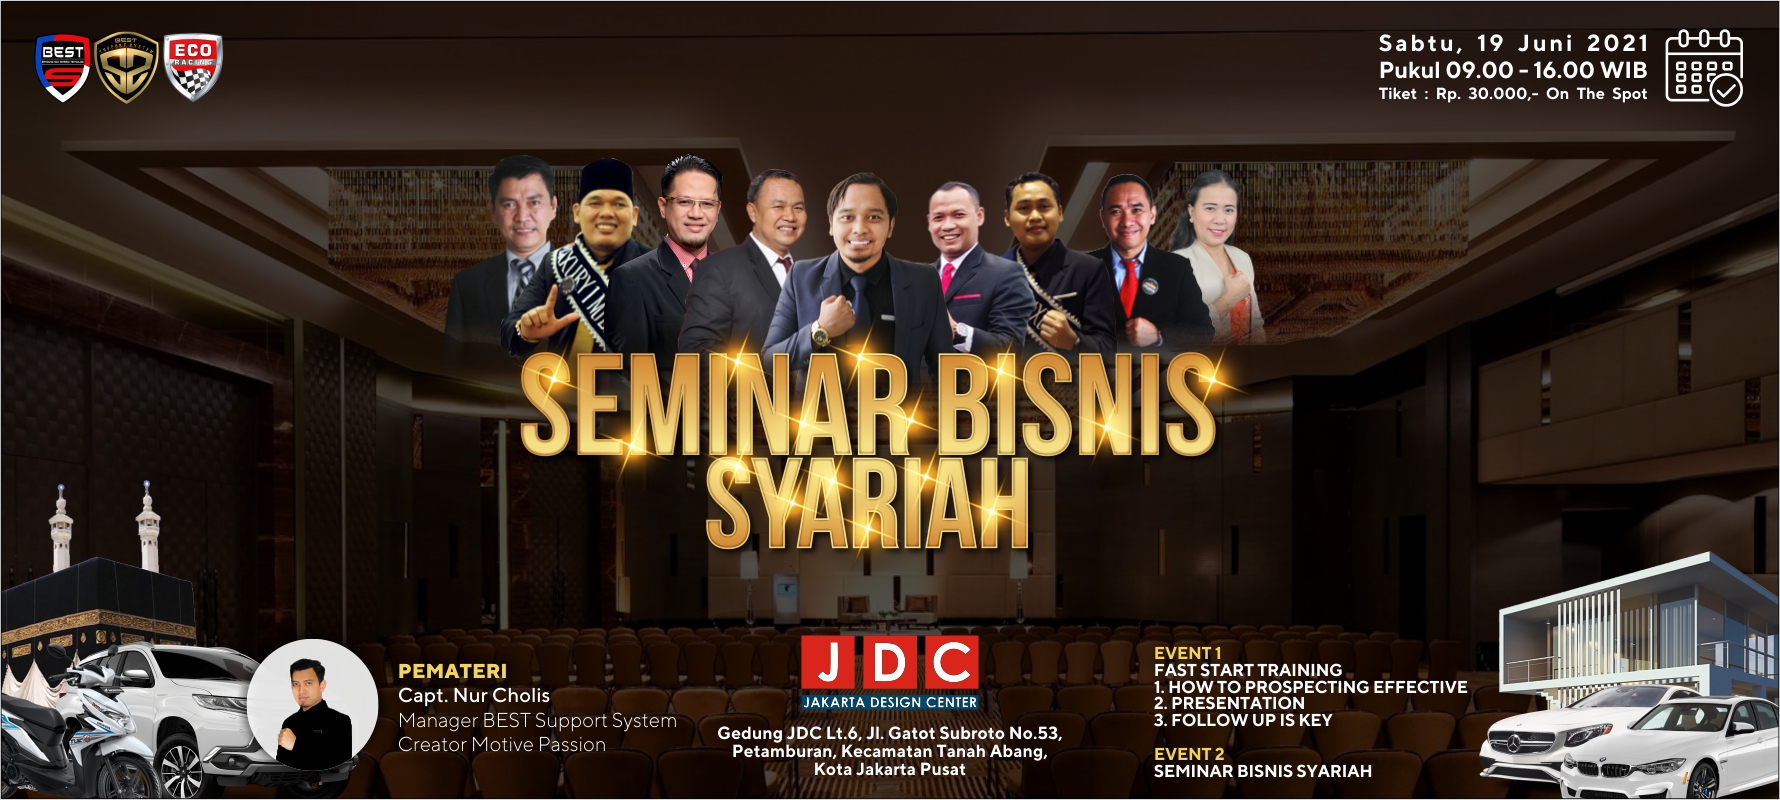 BEST
BEST
SUPPORT SYSTEM
ECO
RACING
Sabtu, 19 Juni 2021
Pukul 09.00 - 16.00 WIB
Tiket : Rp. 30.000,- On The Spot
SEMINAR BISNIS
SYARIAH
PEMATERI
Capt. Nur Cholis
Manager BEST Support System
Creator Motive Passion
JDC
JAKARTA DESIGN CENTER
Gedung JDC Lt.6, Jl. Gatot Subroto No.53,
Petamburan, Kecamatan Tanah Abang,
Kota Jakarta Pusat
EVENT 1
FAST START TRAINING
1. HOW TO PROSPECTING EFFECTIVE
2. PRESENTATION
3. FOLLOW UP IS KEY
EVENT 2
SEMINAR BISNIS SYARIAH